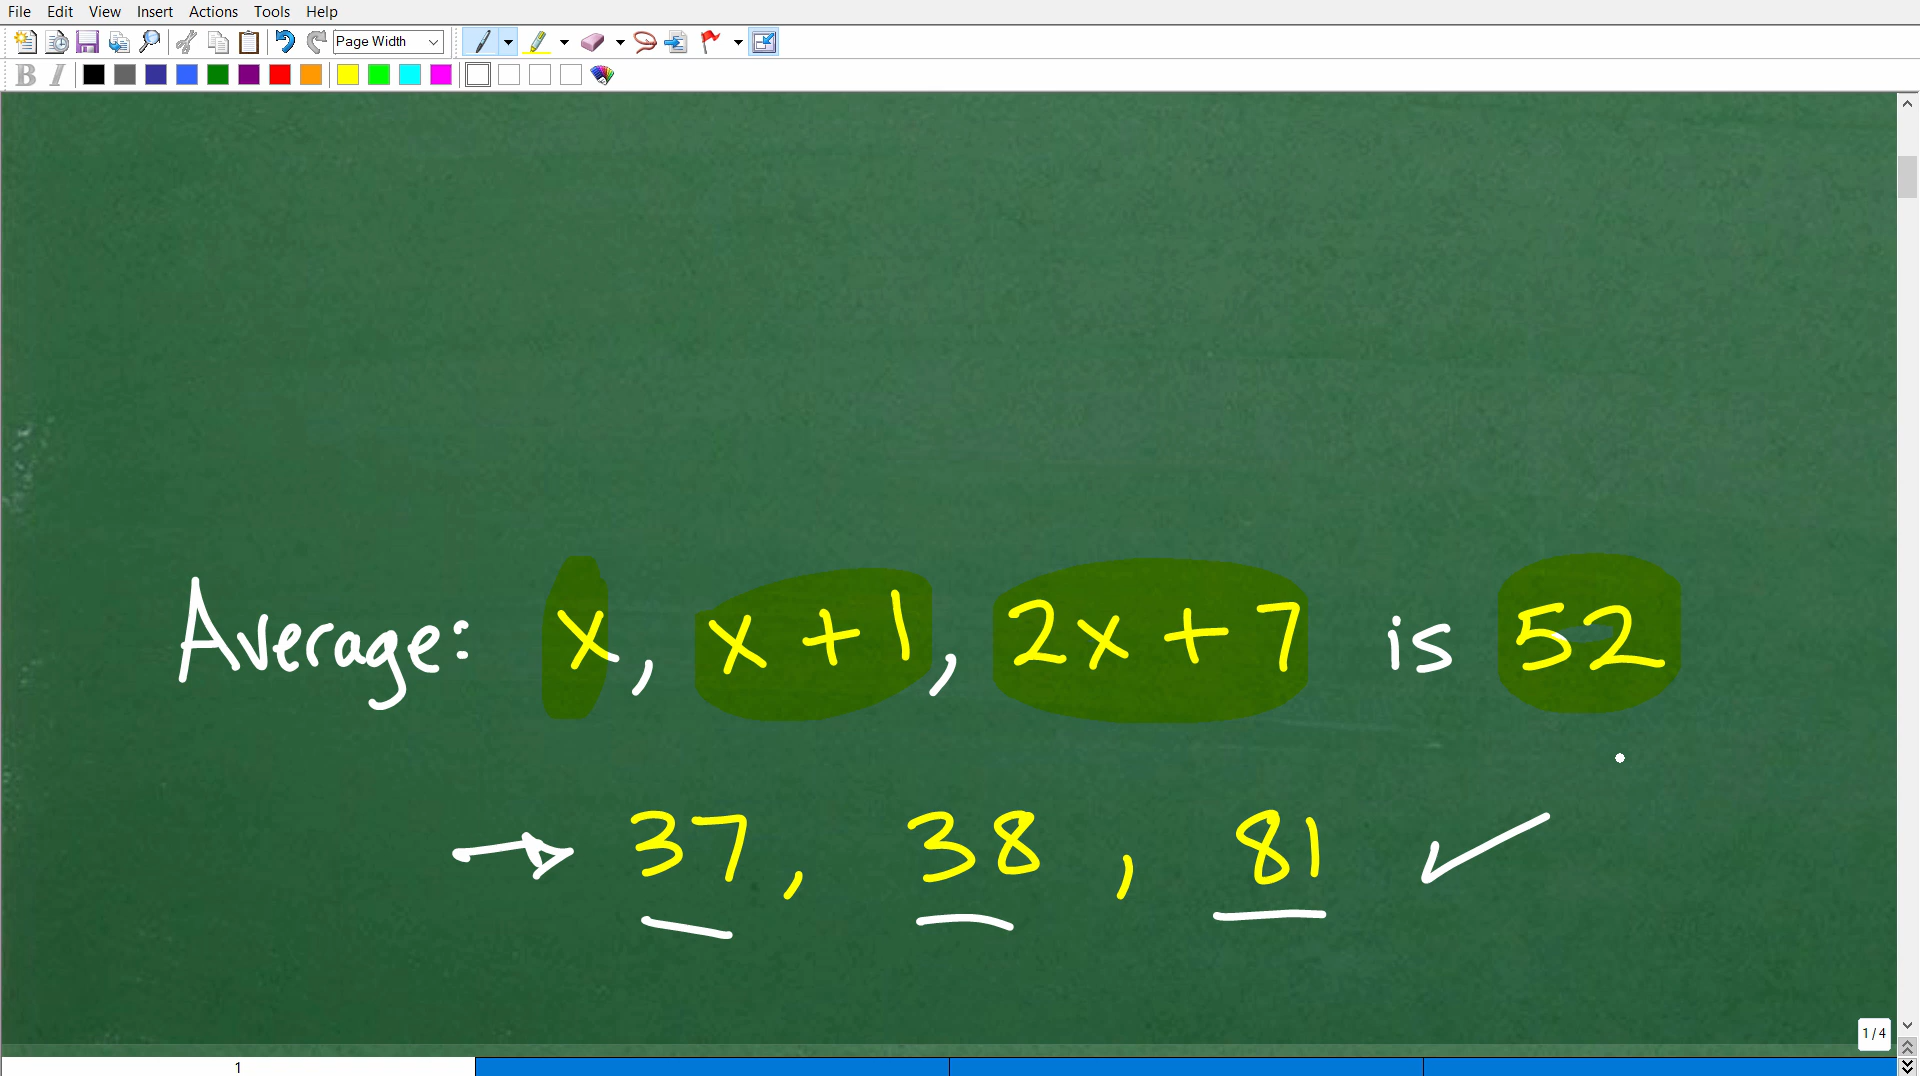 File Edit View Insert Actions Tools Help
Page Width
B I
Average: x, x + 1, 2x + 7 is 52
37, 38, 81
1 / 4
1